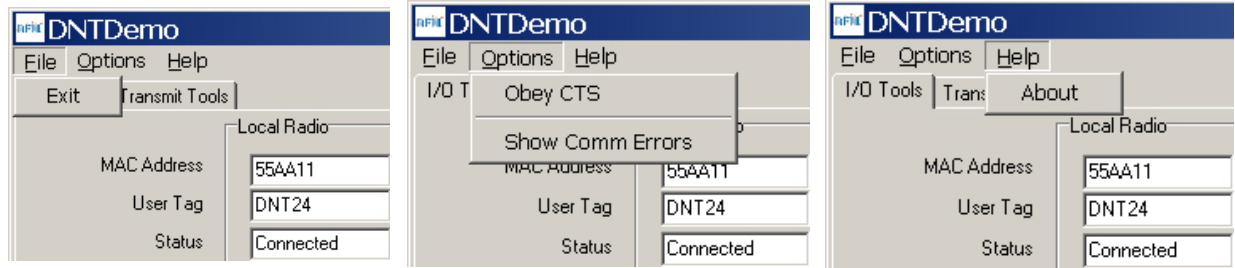 RFM DNTDemo
File Options Help
Exit Transmit Tools
Local Radio
MAC Address 55AA11
User Tag DNT24
Status Connected
DNTDemo
File Options Help
I/O T Obey CTS
Show Comm Errors
MAC Address 55AA11
User Tag DNT24
Status Connected
DNTDemo
File Options Help
I/O Tools Trans About
Local Radio
MAC Address 55AA11
User Tag DNT24
Status Connected